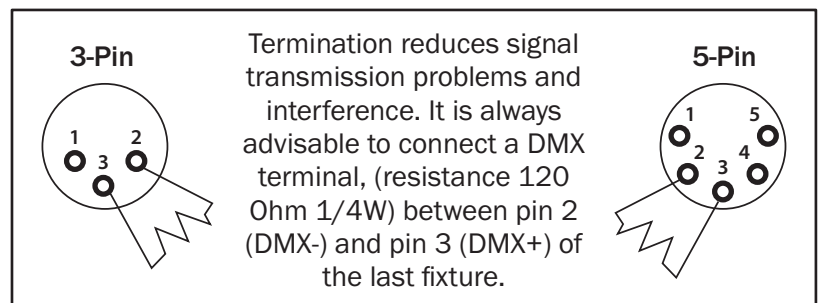 3-Pin
1 2
3
Termination reduces signal
transmission problems and
interference. It is always
advisable to connect a DMX
terminal, (resistance 120
Ohm 1/4W) between pin 2
(DMX-) and pin 3 (DMX+) of
the last fixture.
5-Pin
1 5
2 4
3